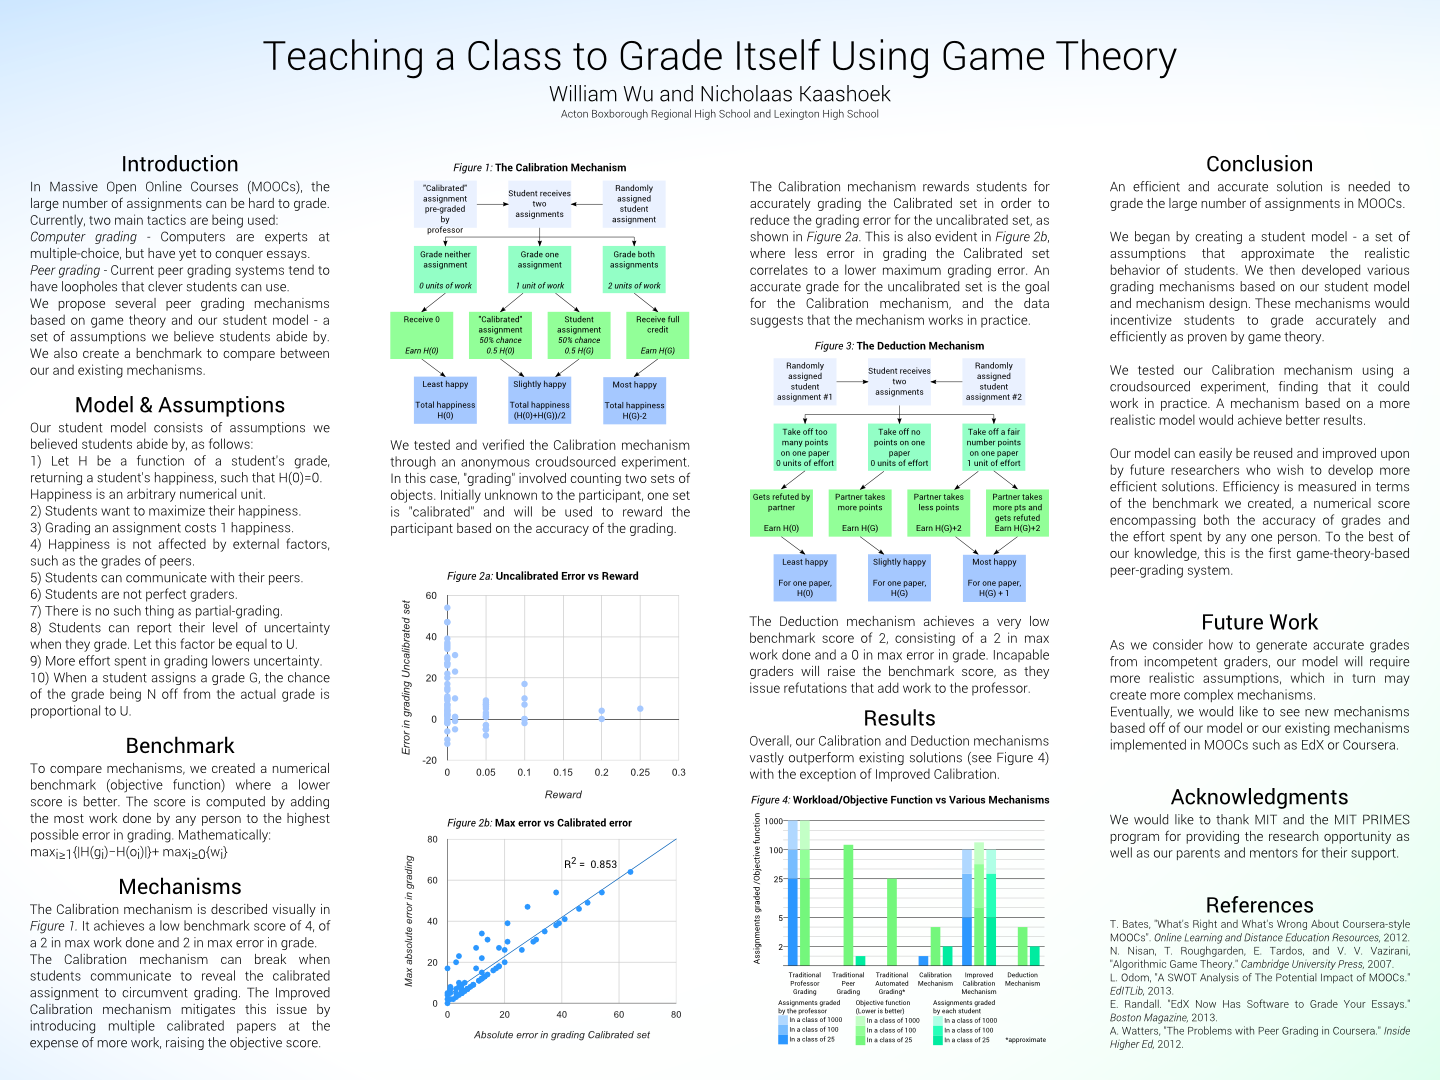 Teaching a Class to Grade Itself Using Game Theory
William Wu and Nicholaas Kaashoek
Acton Boxborough Regional High School and Lexington High School
Introduction
In Massive Open Online Courses (MOOCs), the
large number of assignments can be hard to grade.
Currently, two main tactics are being used:
Computer grading - Computers are experts at
multiple-choice, but have yet to conquer essays.
Peer grading - Current peer grading systems tend to
have loopholes that clever students can use.
We propose several peer grading mechanisms
based on game theory and our student model - a
set of assumptions we believe students abide by.
We also create a benchmark to compare between
our and existing mechanisms.
Model & Assumptions
Our student model consists of assumptions we
believed students abide by, as follows:
1) Let H be a function of a student's grade,
returning a student's happiness, such that H(0)=0.
Happiness is an arbitrary numerical unit.
2) Students want to maximize their happiness.
3) Grading an assignment costs 1 happiness.
4) Happiness is not affected by external factors,
such as the grades of peers.
5) Students can communicate with their peers.
6) Students are not perfect graders.
7) There is no such thing as partial-grading.
8) Students can report their level of uncertainty
when they grade. Let this factor be equal to U.
9) More effort spent in grading lowers uncertainty.
10) When a student assigns a grade G, the chance
of the grade being N off from the actual grade is
proportional to U.
Benchmark
To compare mechanisms, we created a numerical
benchmark (objective function) where a lower
score is better. The score is computed by adding
the most work done by any person to the highest
possible error in grading. Mathematically:
maxi≥1{|H(gi)−H(oi)|}+ maxi≥0{wi}
Mechanisms
The Calibration mechanism is described visually in
Figure 1. It achieves a low benchmark score of 4, of
a 2 in max work done and 2 in max error in grade.
The Calibration mechanism can break when
students communicate to reveal the calibrated
assignment to circumvent grading. The Improved
Calibration mechanism mitigates this issue by
introducing multiple calibrated papers at the
expense of more work, raising the objective score.
Figure 1: The Calibration Mechanism
"Calibrated"
assignment
pre-graded
by
professor
Student receives
two
assignments
Randomly
assigned
student
assignment
Grade neither
assignment
0 units of work
Grade one
assignment
1 unit of work
Grade both
assignments
2 units of work
Receive 0
Earn H(0)
"Calibrated"
assignment
50% chance
0.5 H(0)
Student
assignment
50% chance
0.5 H(G)
Receive full
credit
Earn H(G)
Least happy
Total happiness
H(0)
Slightly happy
Total happiness
(H(0)+H(G))/2
Most happy
Total happiness
H(G)-2
We tested and verified the Calibration mechanism
through an anonymous croudsourced experiment.
In this case, "grading" involved counting two sets of
objects. Initially unknown to the participant, one set
is "calibrated" and will be used to reward the
participant based on the accuracy of the grading.
Figure 2a: Uncalibrated Error vs Reward
Error in grading Uncalibrated set
60
40
20
0
-20
0 0.05 0.1 0.15 0.2 0.25 0.3
Reward
Figure 2b: Max error vs Calibrated error
Max absolute error in grading
R2 = 0.853
80
60
40
20
0
0 20 40 60 80
Absolute error in grading Calibrated set
The Calibration mechanism rewards students for
accurately grading the Calibrated set in order to
reduce the grading error for the uncalibrated set, as
shown in Figure 2a. This is also evident in Figure 2b,
where less error in grading the Calibrated set
correlates to a lower maximum grading error. An
accurate grade for the uncalibrated set is the goal
for the Calibration mechanism, and the data
suggests that the mechanism works in practice.
Figure 3: The Deduction Mechanism
Randomly
assigned
student
assignment #1
Student receives
two
assignments
Randomly
assigned
student
assignment #2
Take off too
many points
on one paper
0 units of effort
Take off no
points on one
paper
0 units of effort
Take off a fair
number points
on one paper
1 unit of effort
Gets refuted by
partner
Earn H(0)
Partner takes
more points
Earn H(G)
Partner takes
less points
Earn H(G)+2
Partner takes
more pts and
gets refuted
Earn H(G)+2
Least happy
For one paper,
H(0)
Slightly happy
For one paper,
H(G)
Most happy
For one paper,
H(G) + 1
The Deduction mechanism achieves a very low
benchmark score of 2, consisting of a 2 in max
work done and a 0 in max error in grade. Incapable
graders will raise the benchmark score, as they
issue refutations that add work to the professor.
Results
Overall, our Calibration and Deduction mechanisms
vastly outperform existing solutions (see Figure 4)
with the exception of Improved Calibration.
Figure 4: Workload/Objective Function vs Various Mechanisms
Assignments graded /Objective function
1000
100
25
5
2
Traditional
Professor
Grading
Traditional
Peer
Grading
Traditional
Automated
Grading*
Calibration
Mechanism
Improved
Calibration
Mechanism
Deduction
Mechanism
Assignments graded
by the professor
In a class of 1000
In a class of 100
In a class of 25
Objective function
(Lower is better)
In a class of 1000
In a class of 100
In a class of 25
Assignments graded
by each student
In a class of 1000
In a class of 100
In a class of 25
*approximate
Conclusion
An efficient and accurate solution is needed to
grade the large number of assignments in MOOCs.
We began by creating a student model - a set of
assumptions that approximate the realistic
behavior of students. We then developed various
grading mechanisms based on our student model
and mechanism design. These mechanisms would
incentivize students to grade accurately and
efficiently as proven by game theory.
We tested our Calibration mechanism using a
croudsourced experiment, finding that it could
work in practice. A mechanism based on a more
realistic model would achieve better results.
Our model can easily be reused and improved upon
by future researchers who wish to develop more
efficient solutions. Efficiency is measured in terms
of the benchmark we created, a numerical score
encompassing both the accuracy of grades and
the effort spent by any one person. To the best of
our knowledge, this is the first game-theory-based
peer-grading system.
Future Work
As we consider how to generate accurate grades
from incompetent graders, our model will require
more realistic assumptions, which in turn may
create more complex mechanisms.
Eventually, we would like to see new mechanisms
based off of our model or our existing mechanisms
implemented in MOOCs such as EdX or Coursera.
Acknowledgments
We would like to thank MIT and the MIT PRIMES
program for providing the research opportunity as
well as our parents and mentors for their support.
References
T. Bates, "What's Right and What's Wrong About Coursera-style
MOOCs". Online Learning and Distance Education Resources, 2012.
N. Nisan, T. Roughgarden, E. Tardos, and V. V. Vazirani,
"Algorithmic Game Theory." Cambridge University Press, 2007.
L. Odom, "A SWOT Analysis of The Potential Impact of MOOCs."
EdITLib, 2013.
E. Randall. "EdX Now Has Software to Grade Your Essays."
Boston Magazine, 2013.
A. Watters, "The Problems with Peer Grading in Coursera." Inside
Higher Ed, 2012.